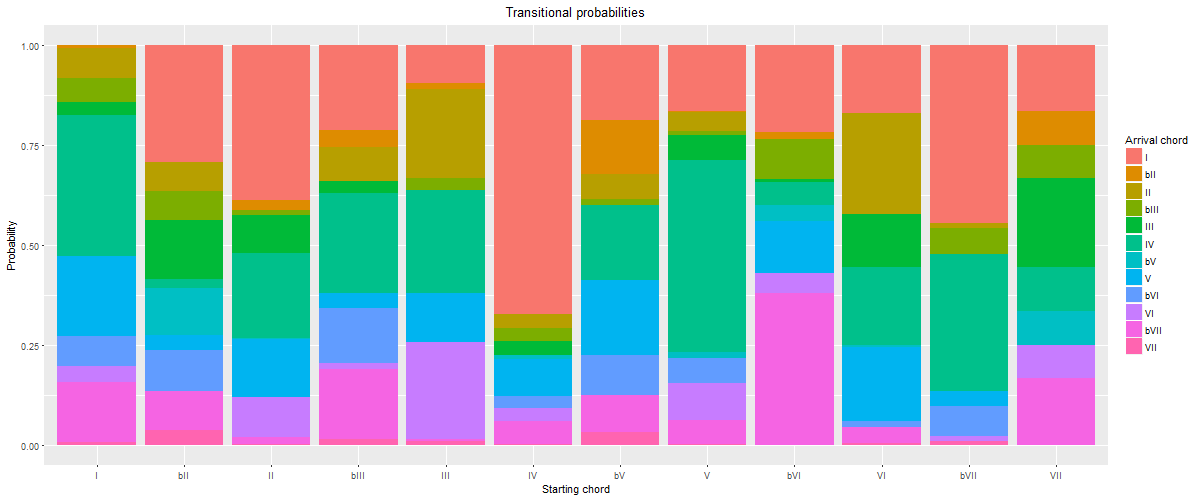 Transitional probabilities
Probability
1.00
0.75
0.50
0.25
0.00
I bII II bIII III IV bV V bVI VI bVII VII
Starting chord
Arrival chord
I
bII
II
bIII
III
IV
bV
V
bVI
VI
bVII
VII